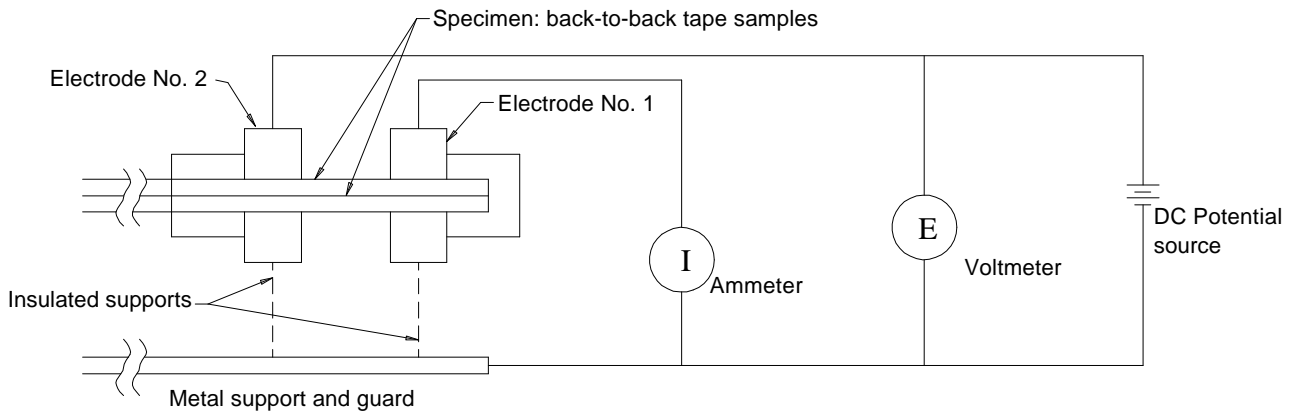 Specimen: back-to-back tape samples
Electrode No. 2
Electrode No. 1
E
DC Potential
source
Voltmeter
I
Ammeter
Insulated supports
Metal support and guard